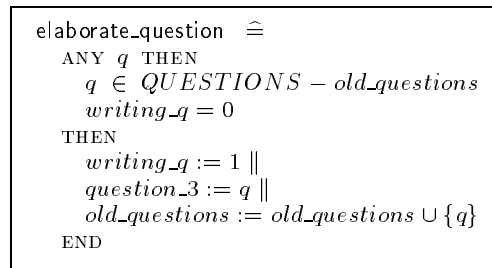 elaborate_question ≙
ANY q THEN
q ∈ QUESTIONS − old_questions
writing_q = 0
THEN
writing_q := 1 ∥
question_3 := q ∥
old_questions := old_questions ∪ {q}
END